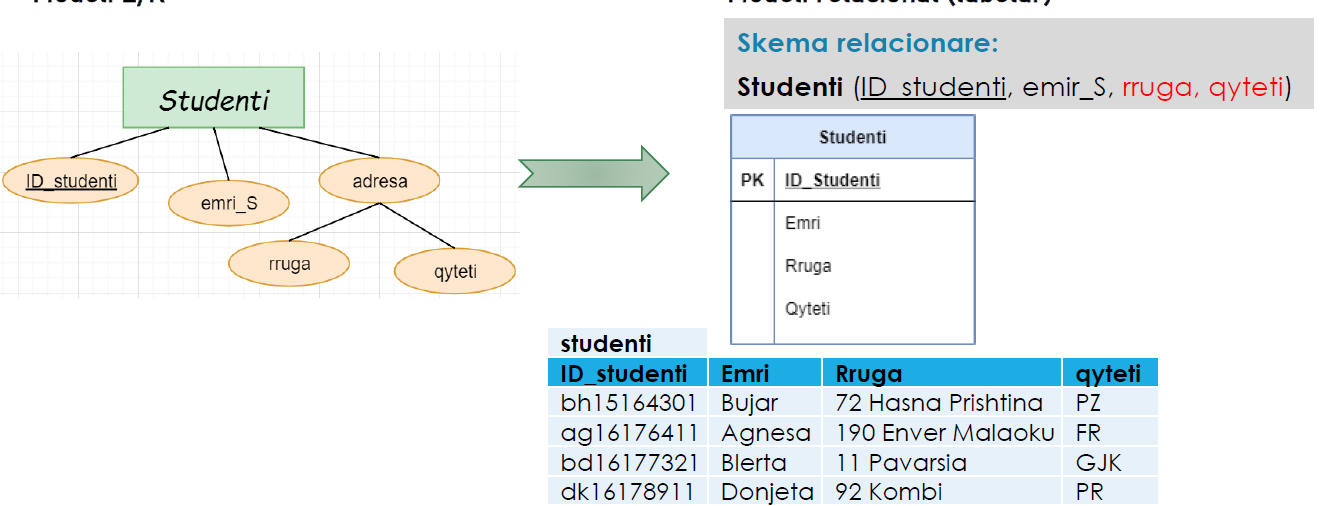 Skema relacionare:
Studenti (ID_studenti, emir_S, rruga, qyteti)
Studenti
ID_studenti
emri_S
adresa
rruga
qyteti
Studenti
PK ID_Studenti
Emri
Rruga
Qyteti
studenti
ID_studenti Emri Rruga qyteti
bh15164301 Bujar 72 Hasna Prishtina PZ
ag16176411 Agnesa 190 Enver Malaoku FR
bd16177321 Blerta 11 Pavarsia GJK
dk16178911 Donjeta 92 Kombi PR